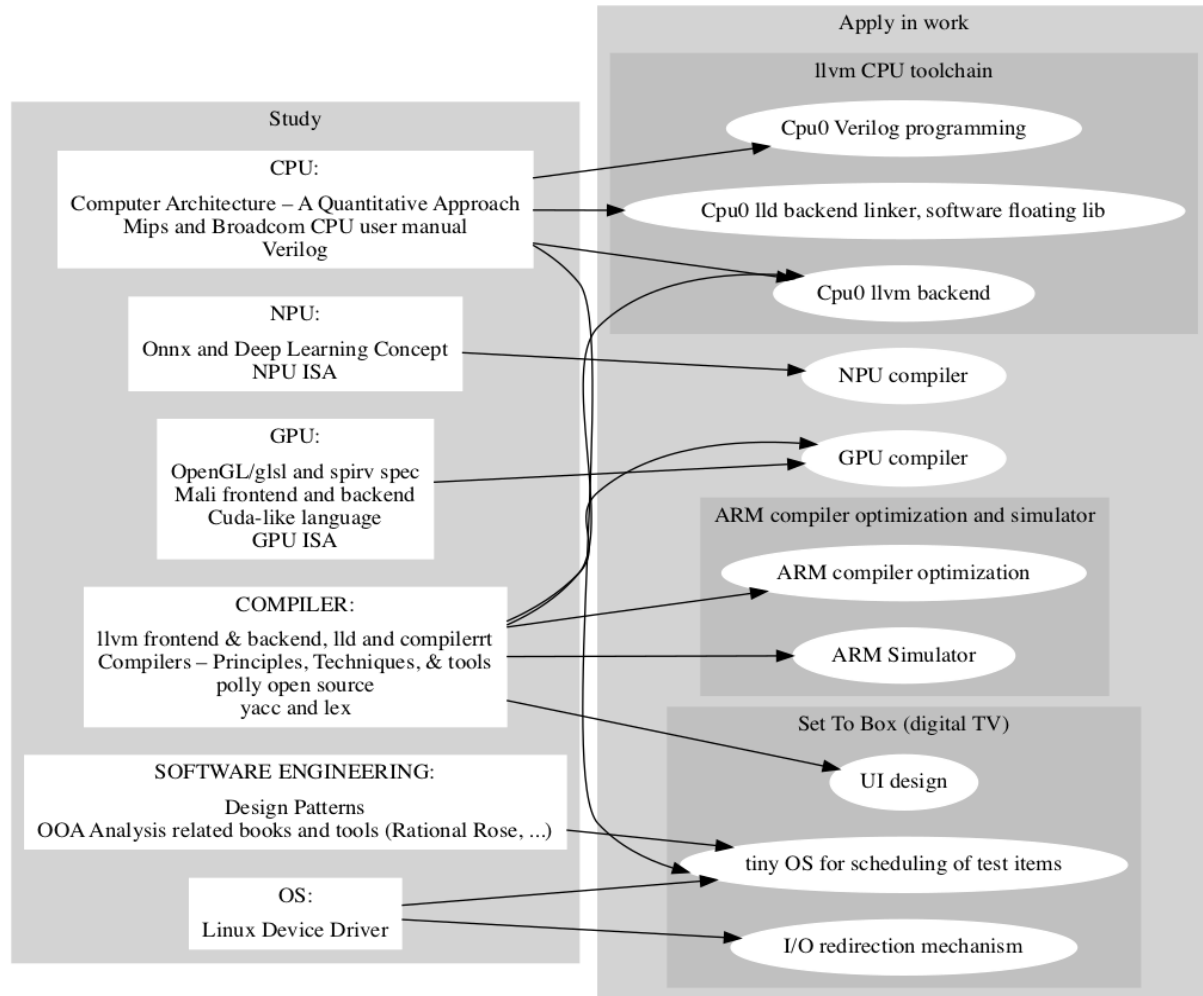 Study
CPU:
Computer Architecture – A Quantitative Approach
Mips and Broadcom CPU user manual
Verilog
NPU:
Onnx and Deep Learning Concept
NPU ISA
GPU:
OpenGL/glsl and spirv spec
Mali frontend and backend
Cuda-like language
GPU ISA
COMPILER:
llvm frontend & backend, lld and compilerrt
Compilers – Principles, Techniques, & tools
polly open source
yacc and lex
SOFTWARE ENGINEERING:
Design Patterns
OOA Analysis related books and tools (Rational Rose, ...)
OS:
Linux Device Driver
Apply in work
llvm CPU toolchain
Cpu0 Verilog programming
Cpu0 lld backend linker, software floating lib
Cpu0 llvm backend
NPU compiler
GPU compiler
ARM compiler optimization and simulator
ARM compiler optimization
ARM Simulator
Set To Box (digital TV)
UI design
tiny OS for scheduling of test items
I/O redirection mechanism